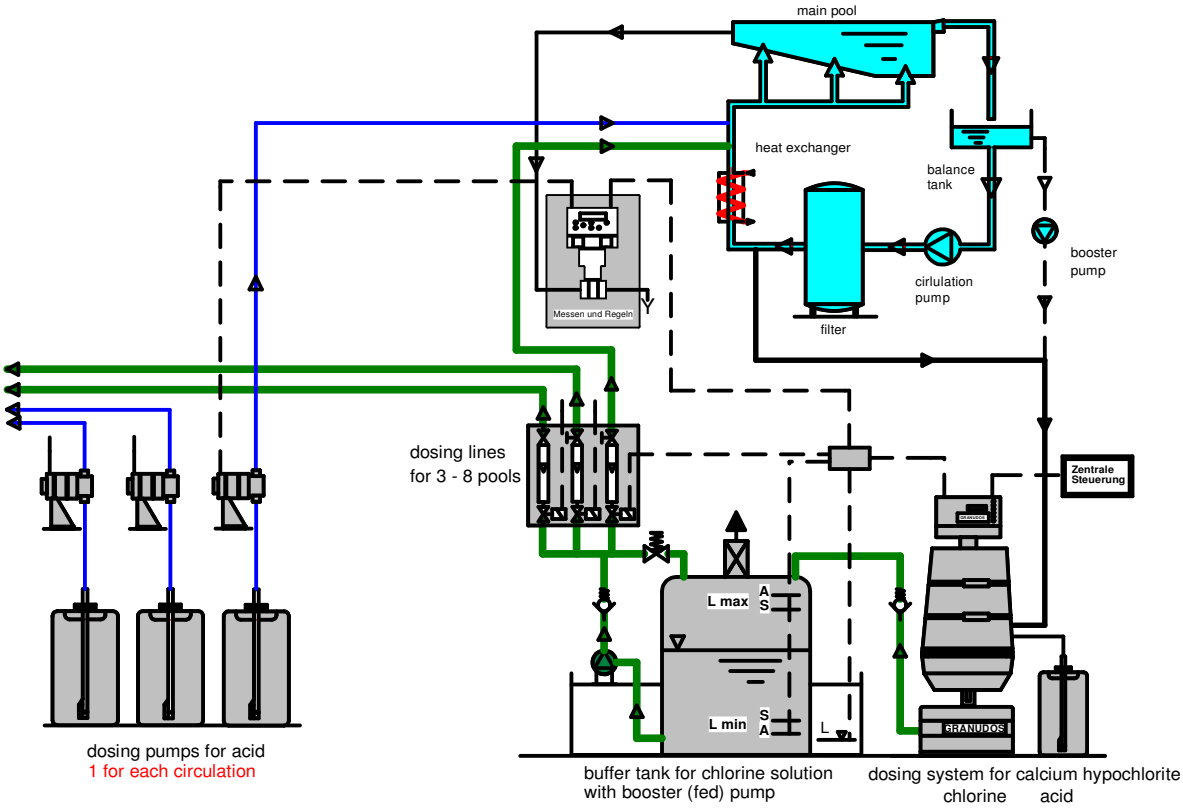 main pool
heat exchanger
balance
tank
booster
pump
cirlulation
pump
filter
Messen und Regeln
dosing lines
for 3 - 8 pools
Zentrale
Steuerung
GRANUDOS
L max
A
S
L min
S
A
L
GRANUDOS
dosing pumps for acid
1 for each circulation
buffer tank for chlorine solution
with booster (fed) pump
dosing system for calcium hypochlorite
chlorine acid